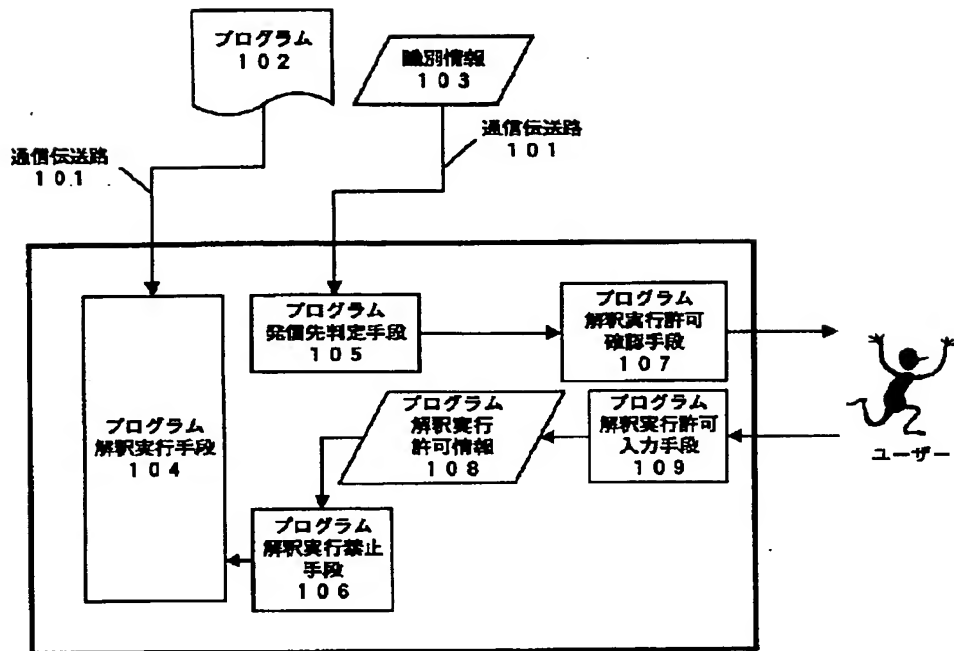 プログラム
102
識別情報
103
通信伝送路
101
通信伝送路
10.1
プログラム
発信先判定手段
105
プログラム
解釈実行許可
確認手段
107
プログラム
解釈実行手段
104
プログラム
解釈実行
許可情報
108
プログラム
解釈実行許可
入力手段
109
ユーザー
プログラム
解釈実行禁止
手段
106